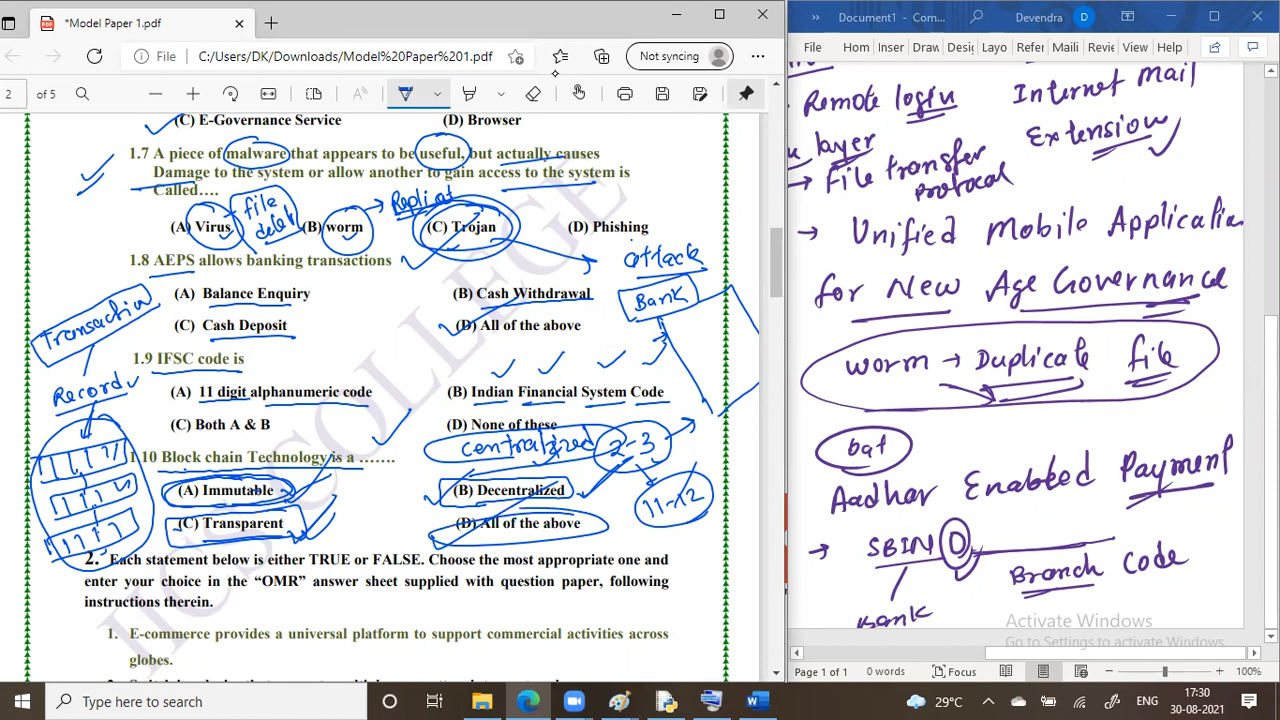 *Model Paper 1.pdf
File
C:/Users/DK/Downloads/Model%20Paper%201.pdf
Not syncing
2 of 5
(C) E-Governance Service
(D) Browser
1.7 A piece of malware that appears to be useful, but actually causes
Damage to the system or allow another to gain access to the system is
Called….
file
Replicat
(A) Virus
(B) worm
(C) Trojan
(D) Phishing
attack
1.8 AEPS allows banking transactions
(A) Balance Enquiry
(B) Cash Withdrawal
Bank
Transaction
(C) Cash Deposit
(D) All of the above
1.9 IFSC code is
Record
(A) 11 digit alphanumeric code
(B) Indian Financial System Code
(C) Both A & B
(D) None of these
centralized
2-3
1.10 Block chain Technology is a …….
(A) Immutable
(B) Decentralized
11-12
(C) Transparent
(D) All of the above
2. Each statement below is either TRUE or FALSE. Choose the most appropriate one and
enter your choice in the “OMR” answer sheet supplied with question paper, following
instructions therein.
1. E-commerce provides a universal platform to support commercial activities across
globes.
IICS COLLEGE
Document1 - Com...
Devendra
D
File
Hom
Inser
Draw
Desig
Layo
Refer
Maili
Revie
View
Help
Remote login
Internet Mail
Extension
layer
File transfer
Protocal
Unified Mobile Application
for New Age Governance
worm → Duplicate file
bat
Aadhar Enabled Payment
SBIN 0
Branch Code
Bank
Activate Windows
Go to Settings to activate Windows.
Page 1 of 1
0 words
Focus
100%
Type here to search
29°C
ENG
17:30
30-08-2021